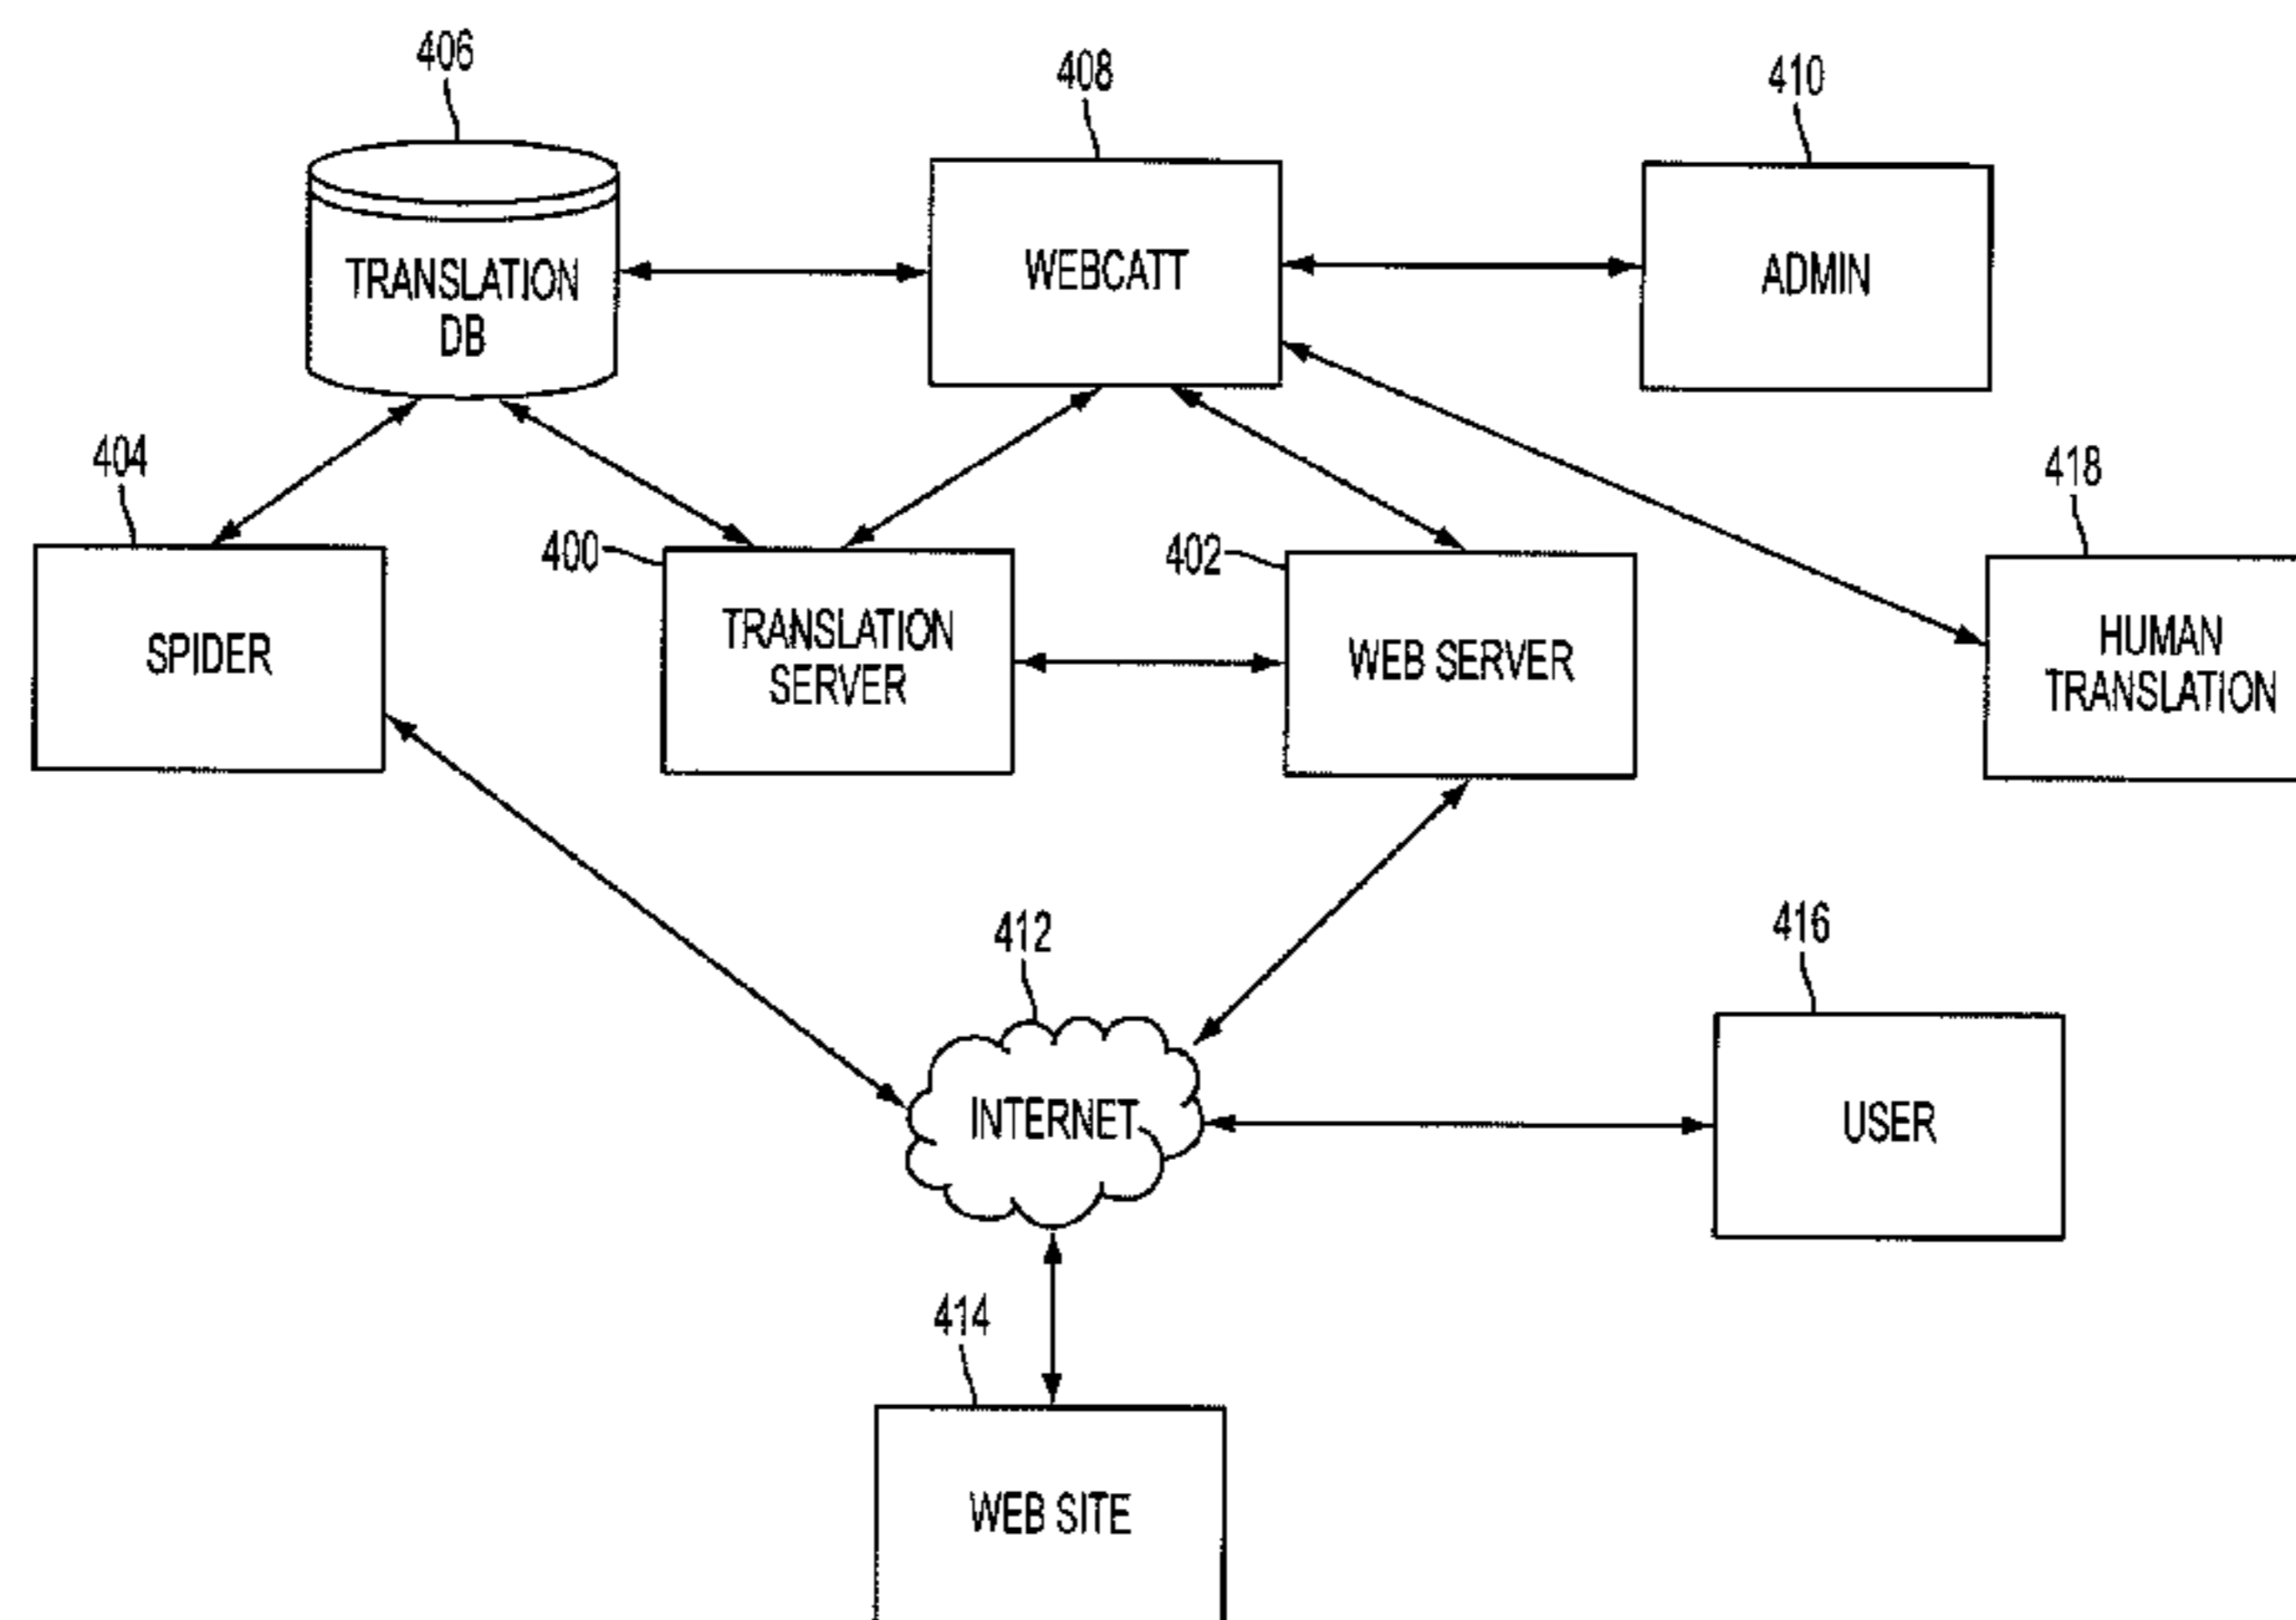 406
408
410
TRANSLATION
DB
WEBCATT
ADMIN
404
418
400
402
SPIDER
TRANSLATION
SERVER
WEB SERVER
HUMAN
TRANSLATION
412
416
INTERNET
USER
414
WEB SITE